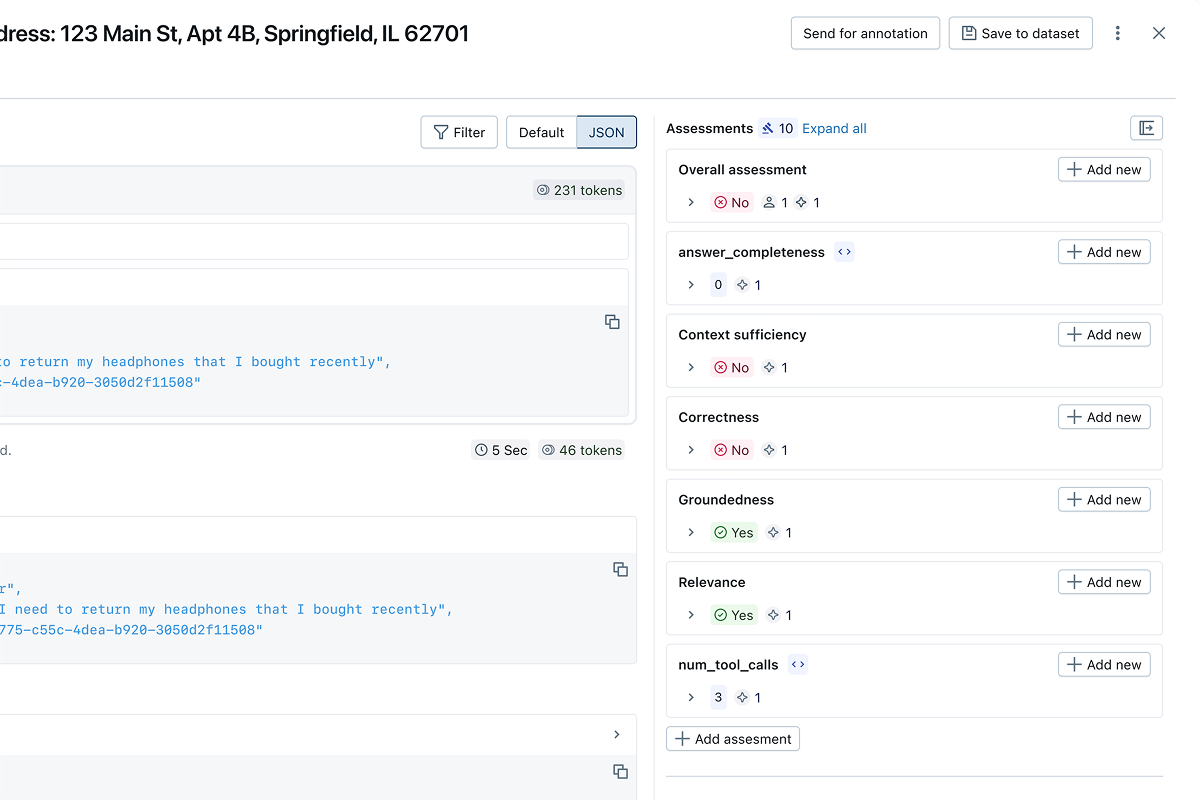 dress: 123 Main St, Apt 4B, Springfield, IL 62701
Send for annotation
Save to dataset
Filter
Default
JSON
231 tokens
to return my headphones that I bought recently",
c-4dea-b920-3050d2f11508"
d.
5 Sec
46 tokens
r",
I need to return my headphones that I bought recently",
775-c55c-4dea-b920-3050d2f11508"
Assessments 10 Expand all
Overall assessment
Add new
No 1 1
answer_completeness <>
Add new
0 1
Context sufficiency
Add new
No 1
Correctness
Add new
No 1
Groundedness
Add new
Yes 1
Relevance
Add new
Yes 1
num_tool_calls <>
Add new
3 1
Add assesment